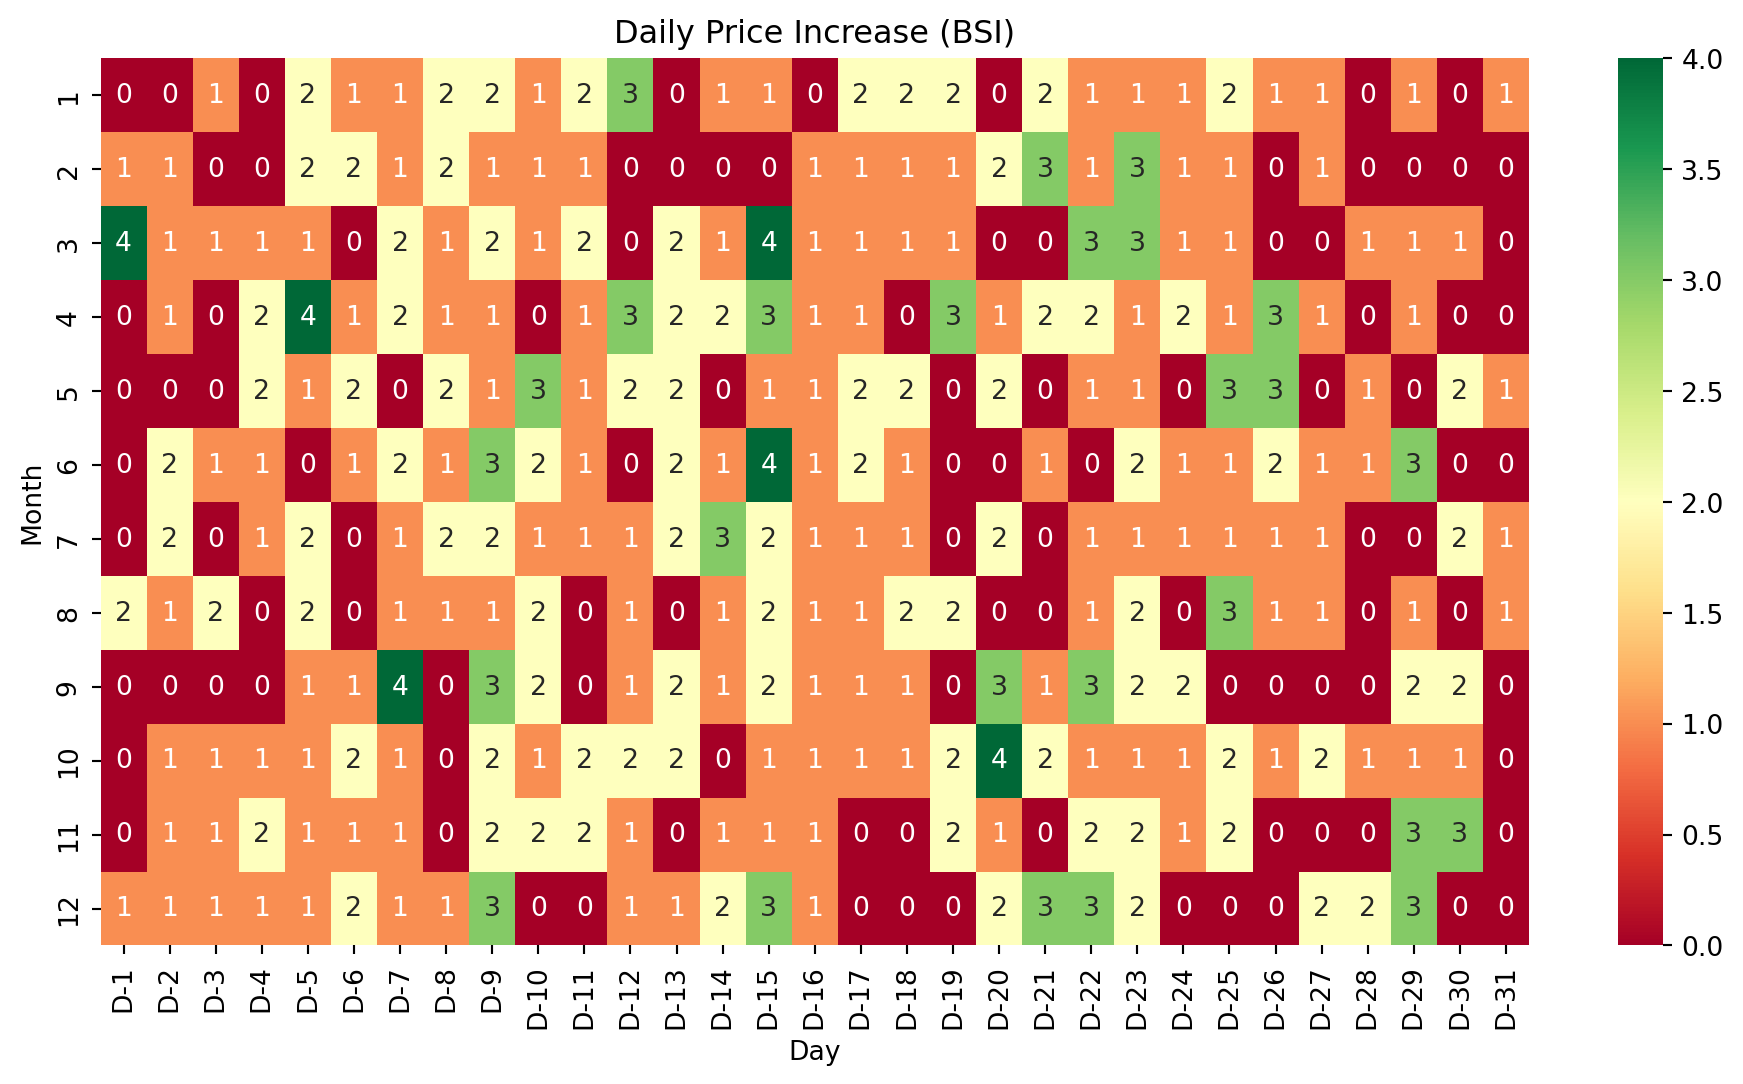 Daily Price Increase (BSI)
1 0 0 1 0 2 1 1 2 2 1 2 3 0 1 1 0 2 2 2 0 2 1 1 1 2 1 1 0 1 0 1
2 1 1 0 0 2 2 1 2 1 1 1 0 0 0 0 1 1 1 1 2 3 1 3 1 1 0 1 0 0 0 0
3 4 1 1 1 1 0 2 1 2 1 2 0 2 1 4 1 1 1 1 0 0 3 3 1 1 0 0 1 1 1 0
4 0 1 0 2 4 1 2 1 1 0 1 3 2 2 3 1 1 0 3 1 2 2 1 2 1 3 1 0 1 0 0
5 0 0 0 2 1 2 0 2 1 3 1 2 2 0 1 1 2 2 0 2 0 1 1 0 3 3 0 1 0 2 1
6 0 2 1 1 0 1 2 1 3 2 1 0 2 1 4 1 2 1 0 0 1 0 2 1 1 2 1 1 3 0 0
7 0 2 0 1 2 0 1 2 2 1 1 1 2 3 2 1 1 1 0 2 0 1 1 1 1 1 1 0 0 2 1
8 2 1 2 0 2 0 1 1 1 2 0 1 0 1 2 1 1 2 2 0 0 1 2 0 3 1 1 0 1 0 1
9 0 0 0 0 1 1 4 0 3 2 0 1 2 1 2 1 1 1 0 3 1 3 2 2 0 0 0 0 2 2 0
10 0 1 1 1 1 2 1 0 2 1 2 2 2 0 1 1 1 1 2 4 2 1 1 1 2 1 2 1 1 1 0
11 0 1 1 2 1 1 1 0 2 2 2 1 0 1 1 1 0 0 2 1 0 2 2 1 2 0 0 0 3 3 0
12 1 1 1 1 1 2 1 1 3 0 0 1 1 2 3 1 0 0 0 2 3 3 2 0 0 0 2 2 3 0 0
Month
D-1 D-2 D-3 D-4 D-5 D-6 D-7 D-8 D-9 D-10 D-11 D-12 D-13 D-14 D-15 D-16 D-17 D-18 D-19 D-20 D-21 D-22 D-23 D-24 D-25 D-26 D-27 D-28 D-29 D-30 D-31
Day
4.0
3.5
3.0
2.5
2.0
1.5
1.0
0.5
0.0